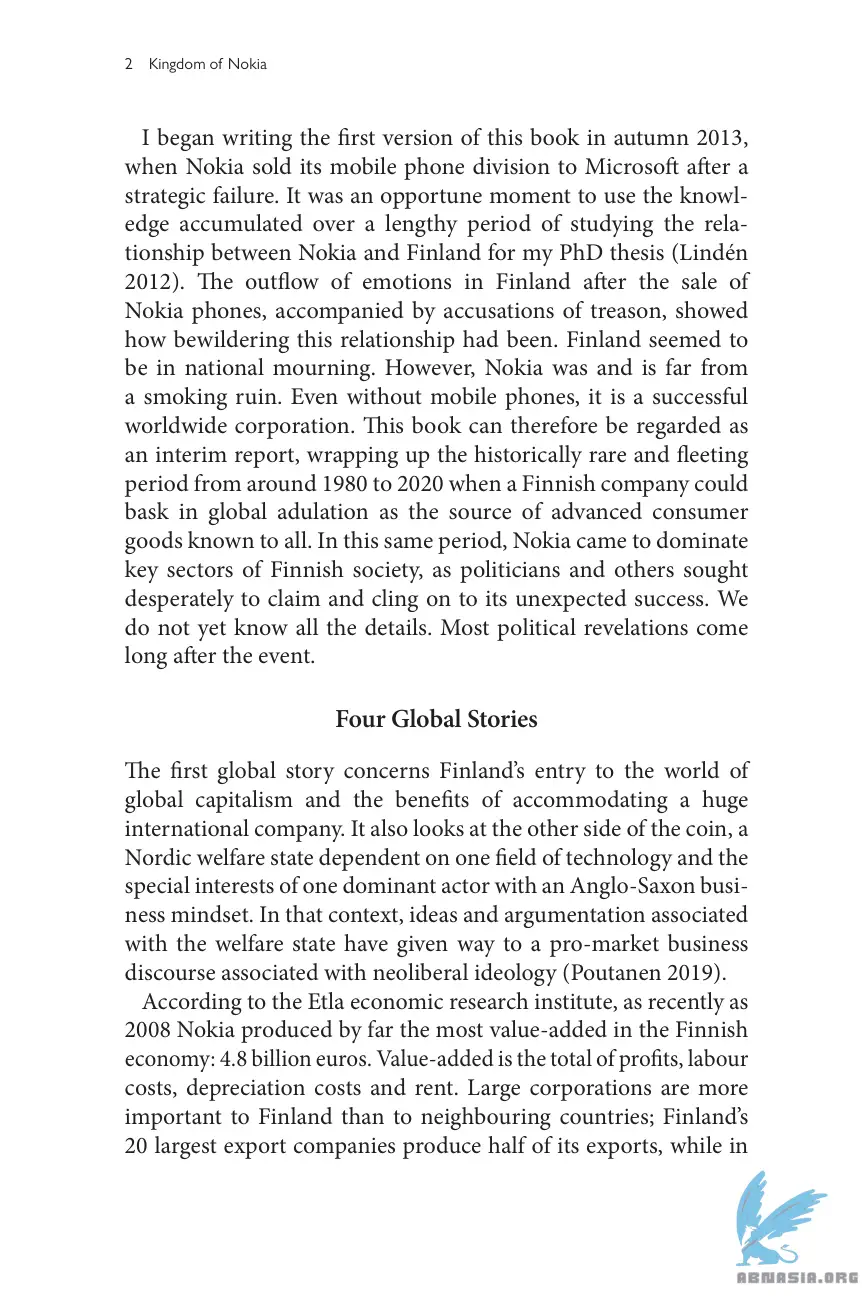 2 Kingdom of Nokia
I began writing the first version of this book in autumn 2013,
when Nokia sold its mobile phone division to Microsoft after a
strategic failure. It was an opportune moment to use the knowl-
edge accumulated over a lengthy period of studying the rela-
tionship between Nokia and Finland for my PhD thesis (Lindén
2012). The outflow of emotions in Finland after the sale of
Nokia phones, accompanied by accusations of treason, showed
how bewildering this relationship had been. Finland seemed to
be in national mourning. However, Nokia was and is far from
a smoking ruin. Even without mobile phones, it is a successful
worldwide corporation. This book can therefore be regarded as
an interim report, wrapping up the historically rare and fleeting
period from around 1980 to 2020 when a Finnish company could
bask in global adulation as the source of advanced consumer
goods known to all. In this same period, Nokia came to dominate
key sectors of Finnish society, as politicians and others sought
desperately to claim and cling on to its unexpected success. We
do not yet know all the details. Most political revelations come
long after the event.
Four Global Stories
The first global story concerns Finland’s entry to the world of
global capitalism and the benefits of accommodating a huge
international company. It also looks at the other side of the coin, a
Nordic welfare state dependent on one field of technology and the
special interests of one dominant actor with an Anglo-Saxon busi-
ness mindset. In that context, ideas and argumentation associated
with the welfare state have given way to a pro-market business
discourse associated with neoliberal ideology (Poutanen 2019).
According to the Etla economic research institute, as recently as
2008 Nokia produced by far the most value-added in the Finnish
economy: 4.8 billion euros. Value-added is the total of profits, labour
costs, depreciation costs and rent. Large corporations are more
important to Finland than to neighbouring countries; Finland’s
20 largest export companies produce half of its exports, while in
ABNASIA.ORG